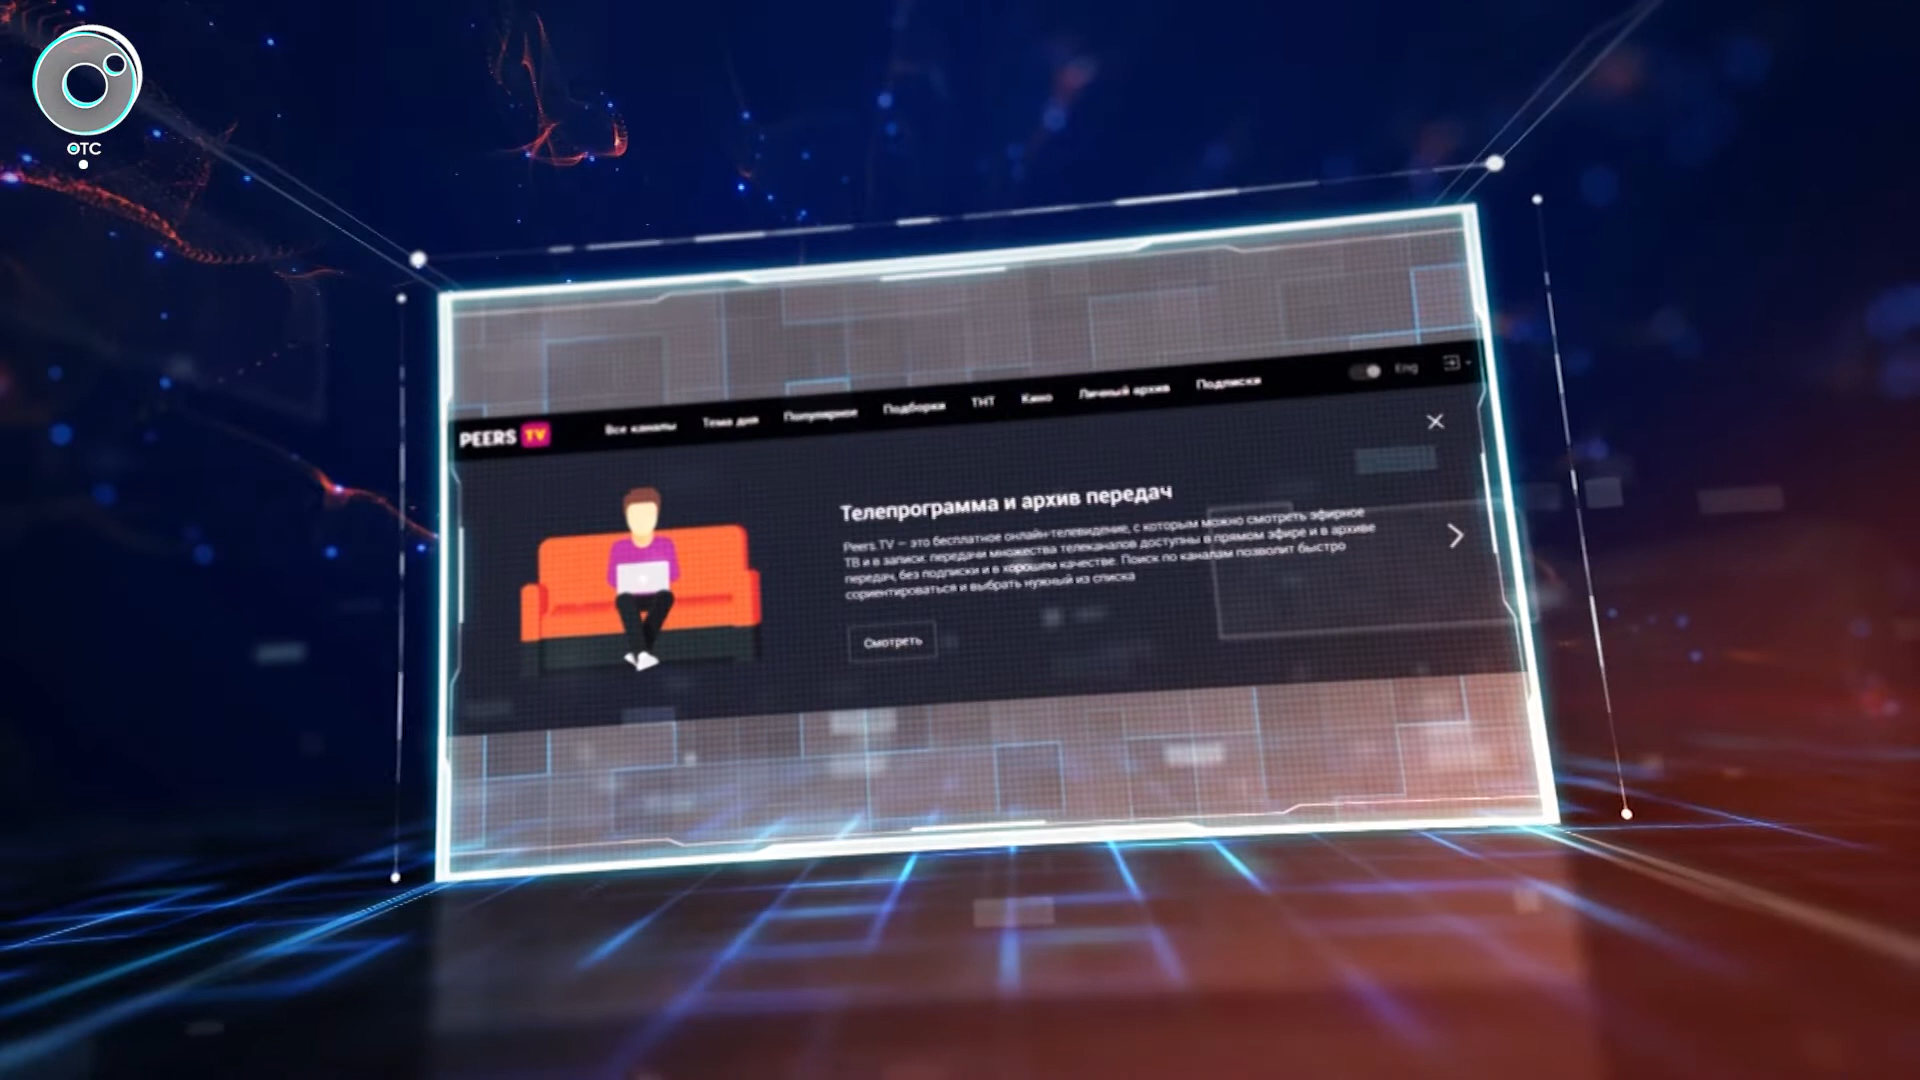 ОТС
PEERS TV Все каналы Тема дня Популярное Подборки ТНТ Кино Личный архив Подписки Eng
Телепрограмма и архив передач
Peers.TV — это бесплатное онлайн-телевидение, с которым можно смотреть эфирное
ТВ и в записи: передачи множества телеканалов доступны в прямом эфире и в архиве
передач, без подписки и в хорошем качестве. Поиск по каналам позволит быстро
сориентироваться и выбрать нужный из списка
Смотреть